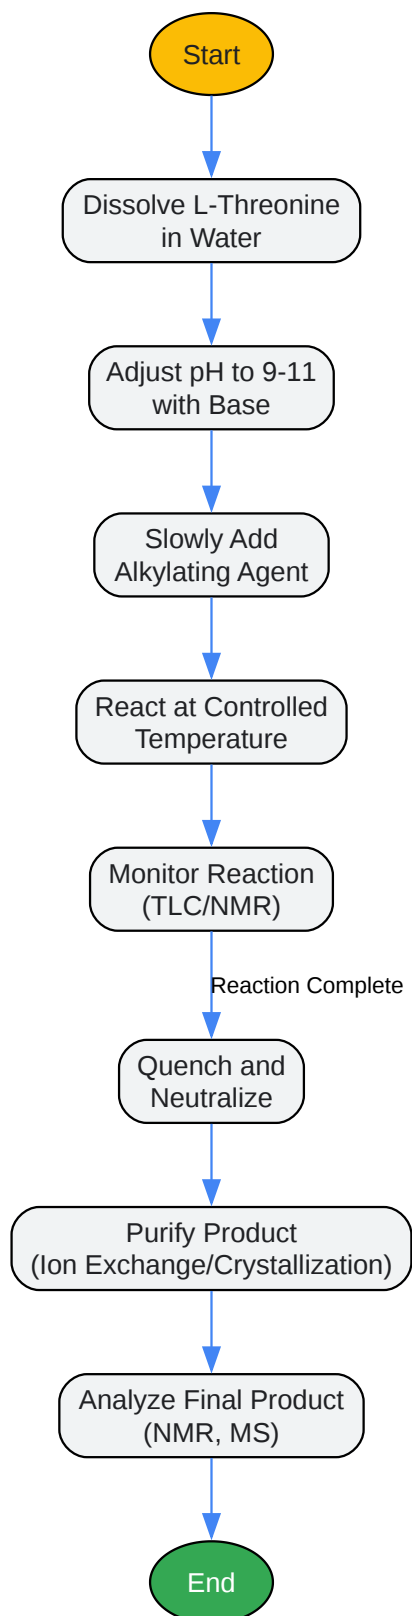 Start
Dissolve L-Threonine
in Water
Adjust pH to 9-11
with Base
Slowly Add
Alkylating Agent
React at Controlled
Temperature
Monitor Reaction
(TLC/NMR)
Reaction Complete
Quench and
Neutralize
Purify Product
(Ion Exchange/Crystallization)
Analyze Final Product
(NMR, MS)
End